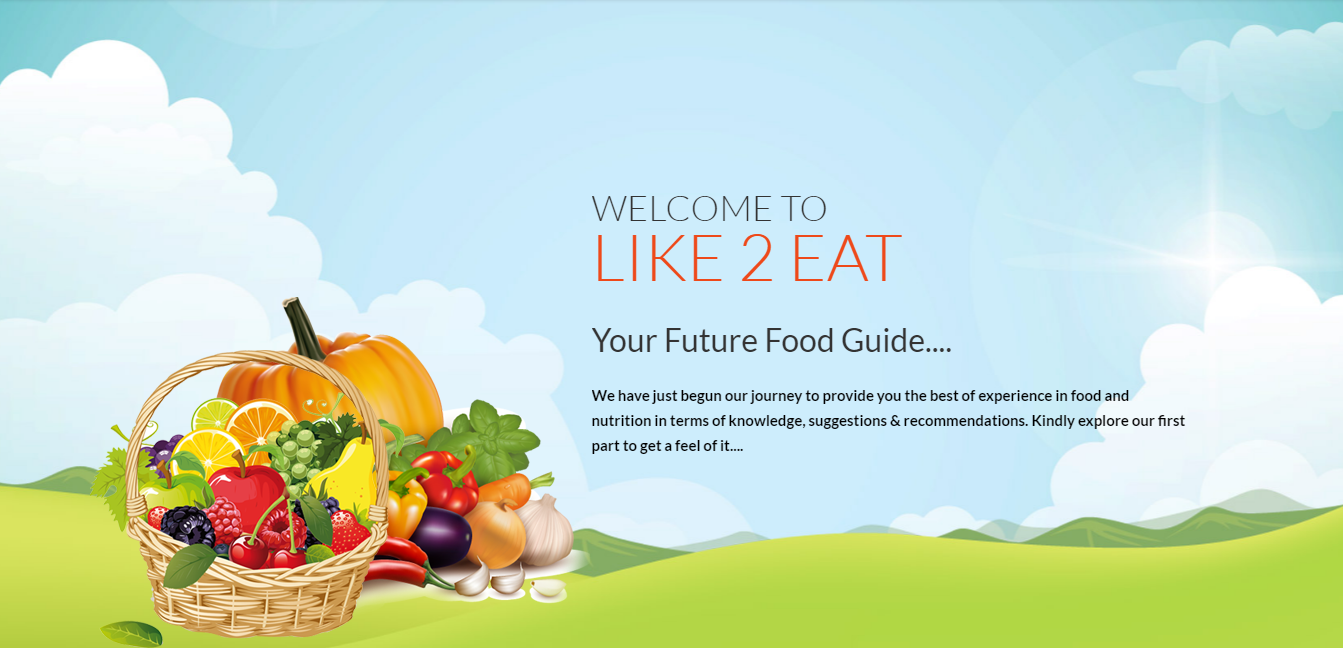 WELCOME TO
LIKE 2 EAT
Your Future Food Guide....
We have just begun our journey to provide you the best of experience in food and
nutrition in terms of knowledge, suggestions & recommendations. Kindly explore our first
part to get a feel of it....